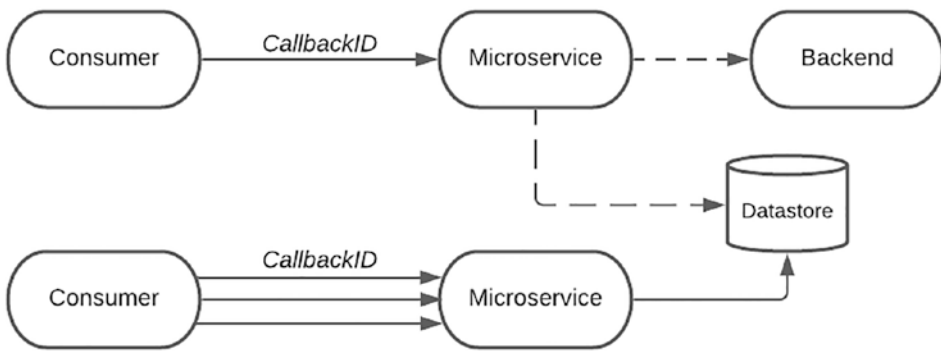 Consumer
CallbackID
Microservice
Backend
Datastore
Consumer
CallbackID
Microservice